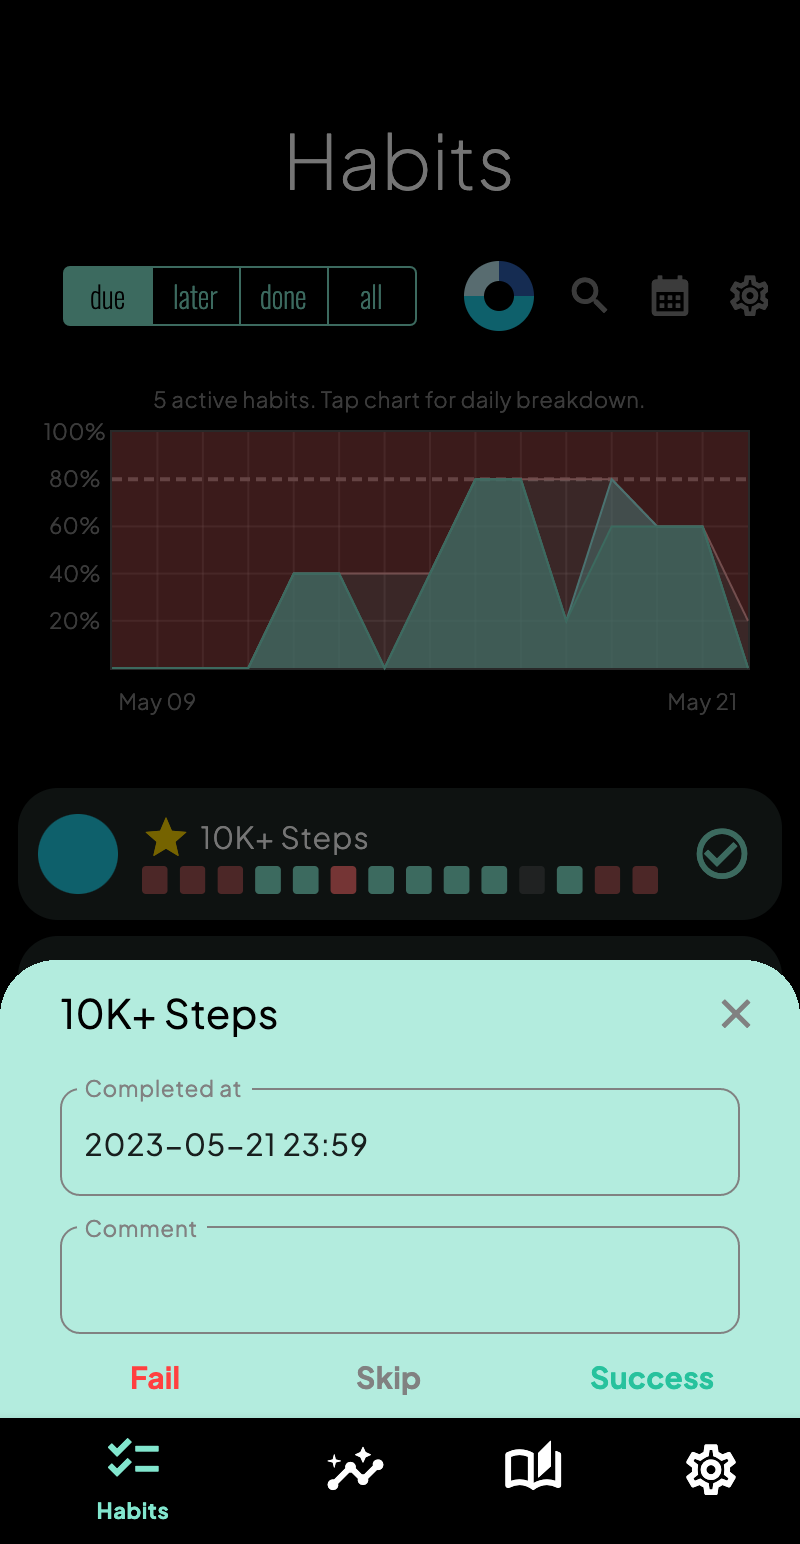 Habits
due later done all
5 active habits. Tap chart for daily breakdown.
100%
80%
60%
40%
20%
May 09 May 21
10K+ Steps
10K+ Steps
Completed at
2023-05-21 23:59
Comment
Fail Skip Success
Habits